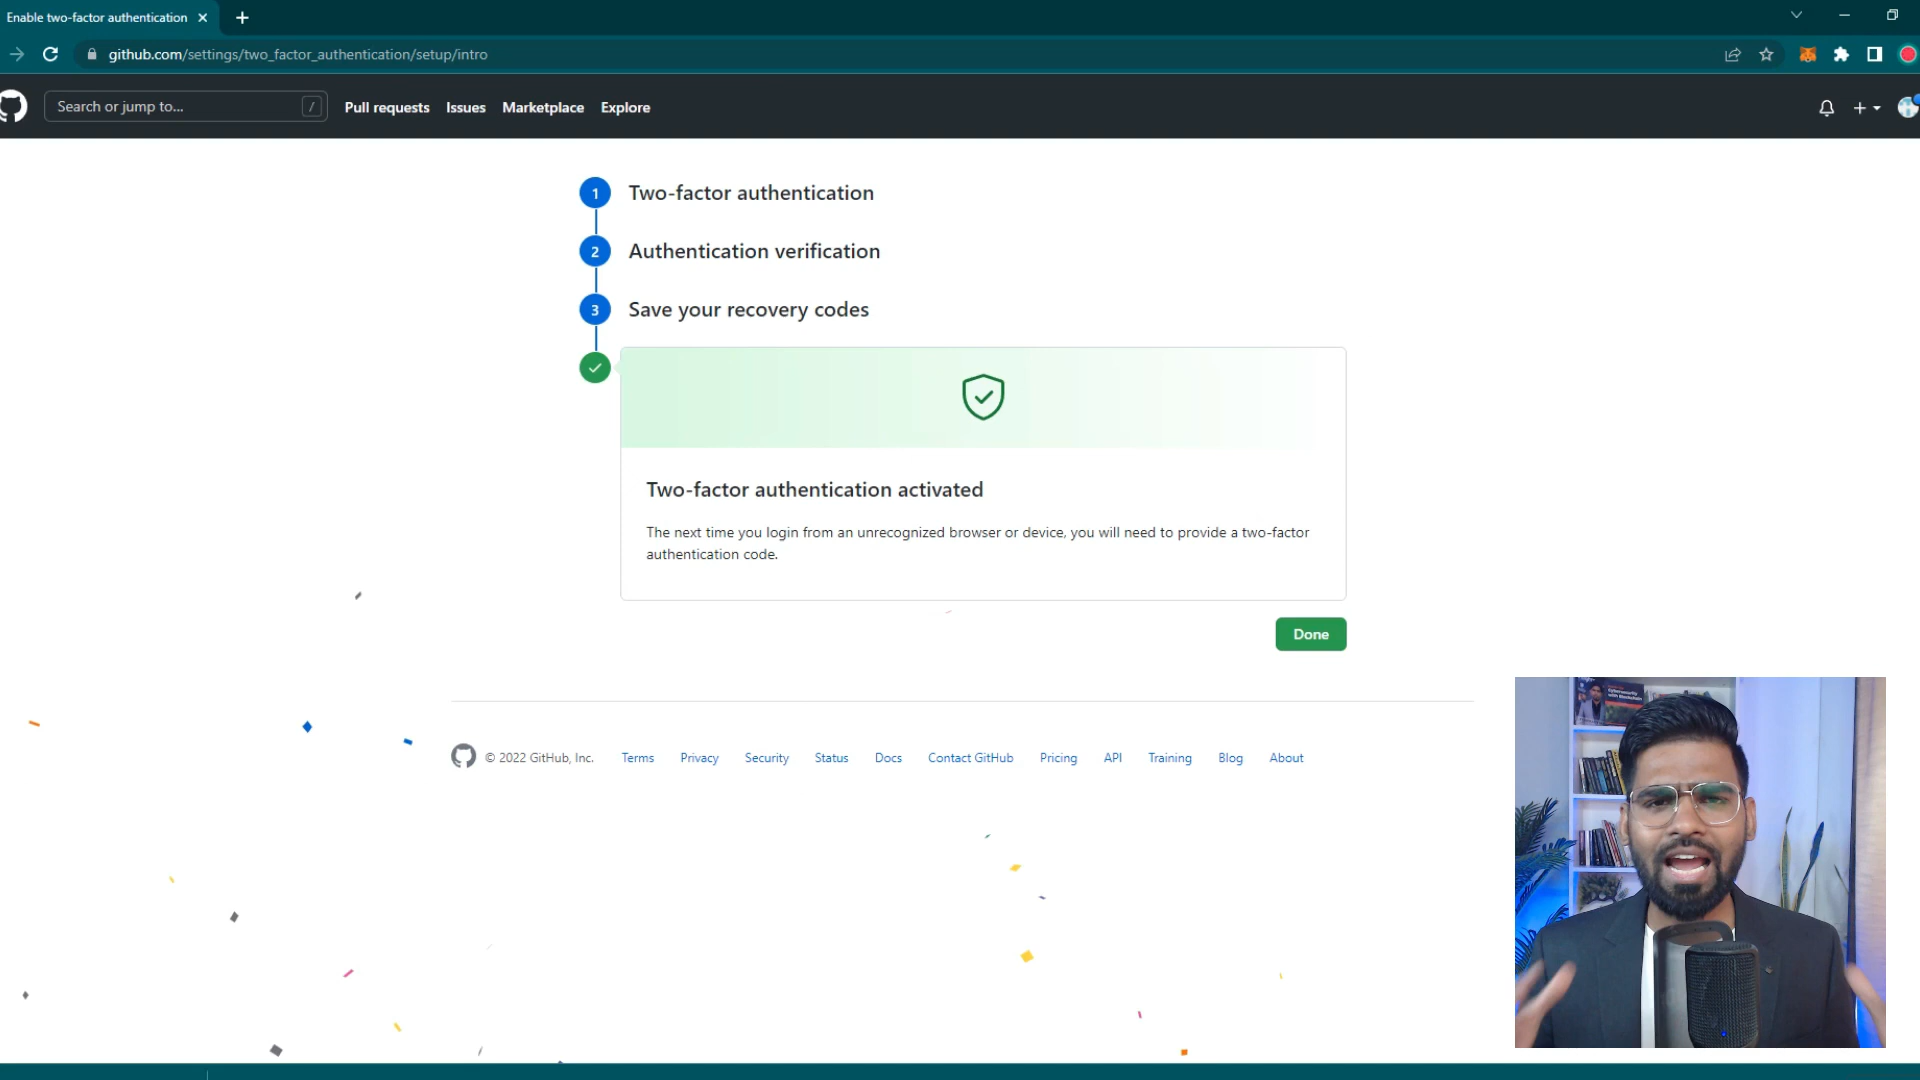 Enable two-factor authentication
github.com/settings/two_factor_authentication/setup/intro
Search or jump to... /
Pull requests Issues Marketplace Explore
1 Two-factor authentication
2 Authentication verification
3 Save your recovery codes
Two-factor authentication activated
The next time you login from an unrecognized browser or device, you will need to provide a two-factor
authentication code.
Done
© 2022 GitHub, Inc. Terms Privacy Security Status Docs Contact GitHub Pricing API Training Blog About
Cybersecurity
with Blockchain